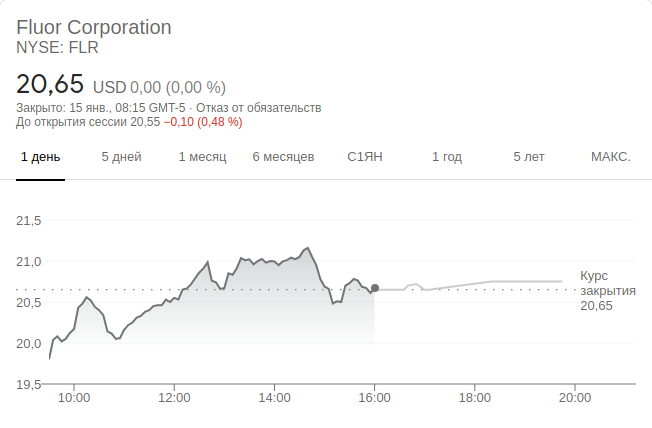 Fluor Corporation
NYSE: FLR
20,65 USD 0,00 (0,00 %)
Закрыто: 15 янв., 08:15 GMT-5 · Отказ от обязательств
До открытия сессии 20,55 −0,10 (0,48 %)
1 день 5 дней 1 месяц 6 месяцев С1ЯН 1 год 5 лет МАКС.
21,5
21,0
20,5
20,0
19,5
Курс
закрытия
20,65
10:00 12:00 14:00 16:00 18:00 20:00